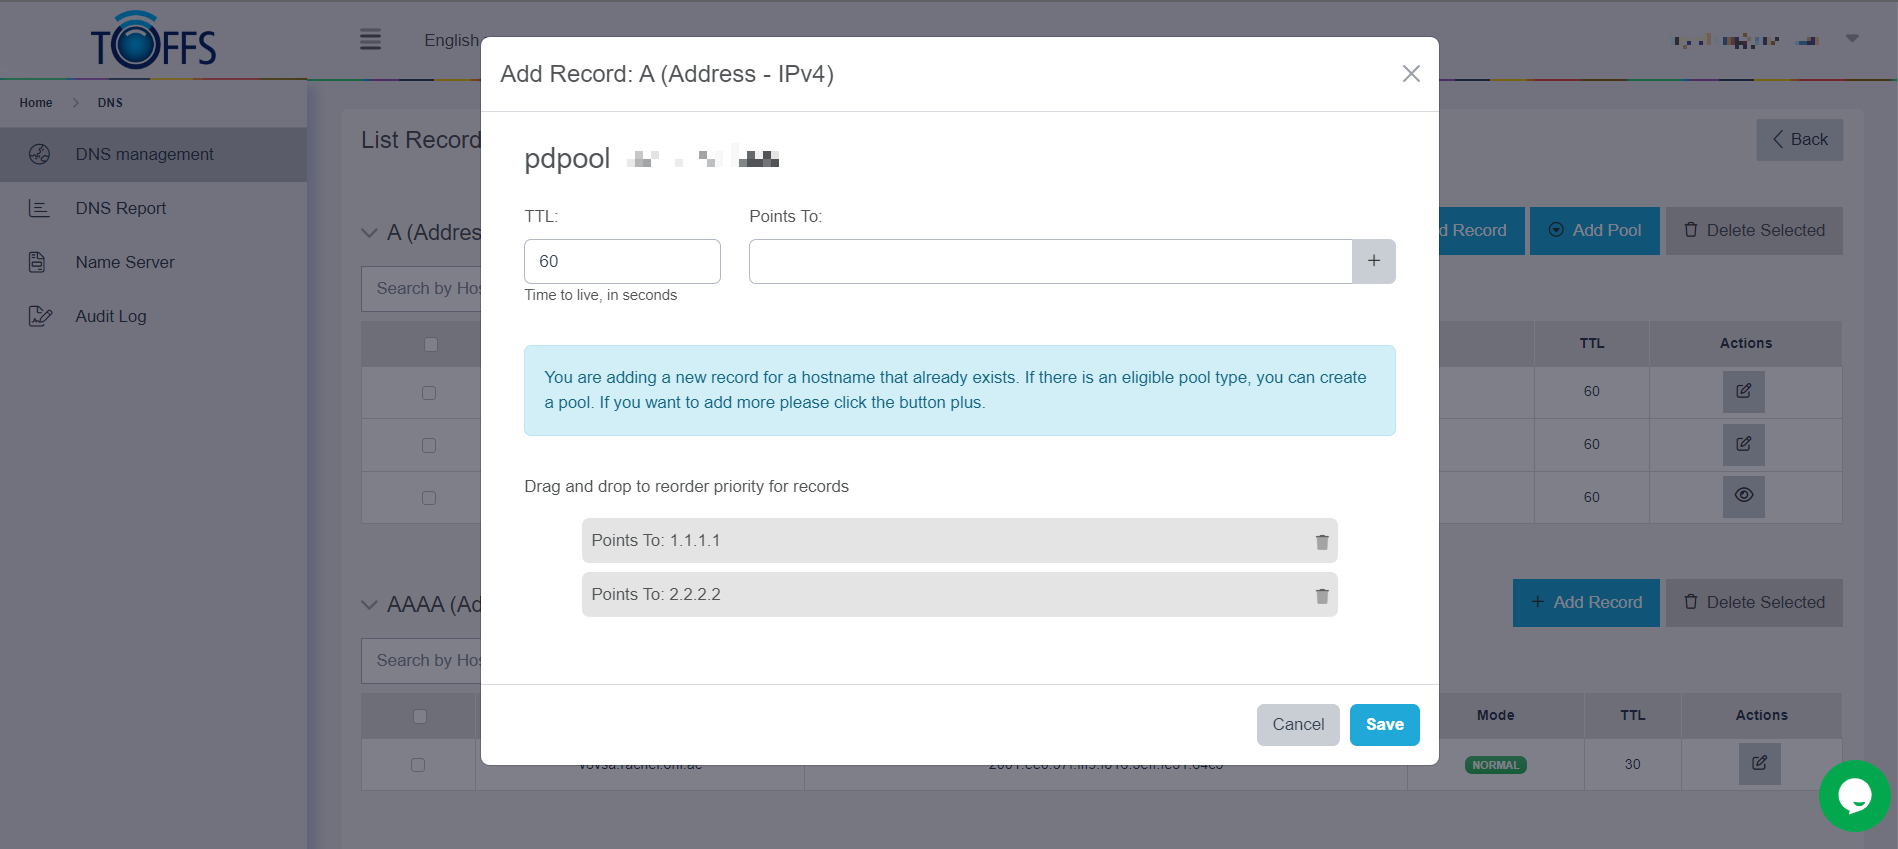 TOFFS
English
Home
DNS
DNS management
DNS Report
Name Server
Audit Log
List Record
Back
A (Addres
d Record
Add Pool
Delete Selected
Search by Hos
TTL
Actions
60
60
60
AAAA (Ad
Add Record
Delete Selected
Search by Hos
Mode
TTL
Actions
NORMAL
30
Add Record: A (Address - IPv4)
pdpool
TTL:
Points To:
60
+
Time to live, in seconds
You are adding a new record for a hostname that already exists. If there is an eligible pool type, you can create
a pool. If you want to add more please click the button plus.
Drag and drop to reorder priority for records
Points To: 1.1.1.1
Points To: 2.2.2.2
Cancel
Save